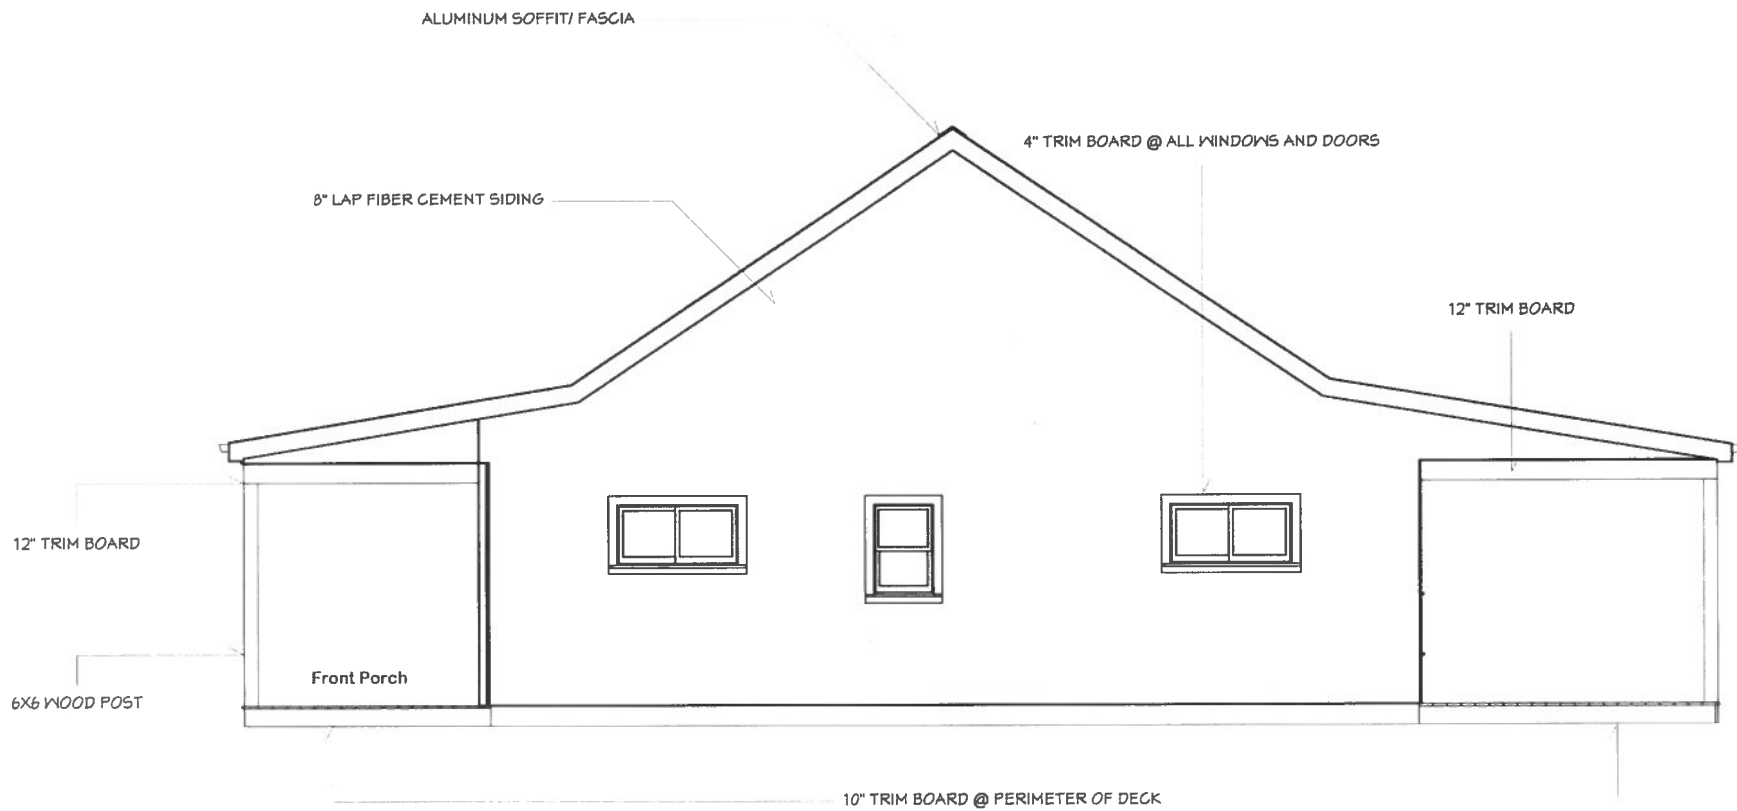 ALUMINUM SOFFIT/ FASCIA
4" TRIM BOARD @ ALL WINDOWS AND DOORS
8" LAP FIBER CEMENT SIDING
12" TRIM BOARD
12" TRIM BOARD
Front Porch
6X6 WOOD POST
10" TRIM BOARD @ PERIMETER OF DECK